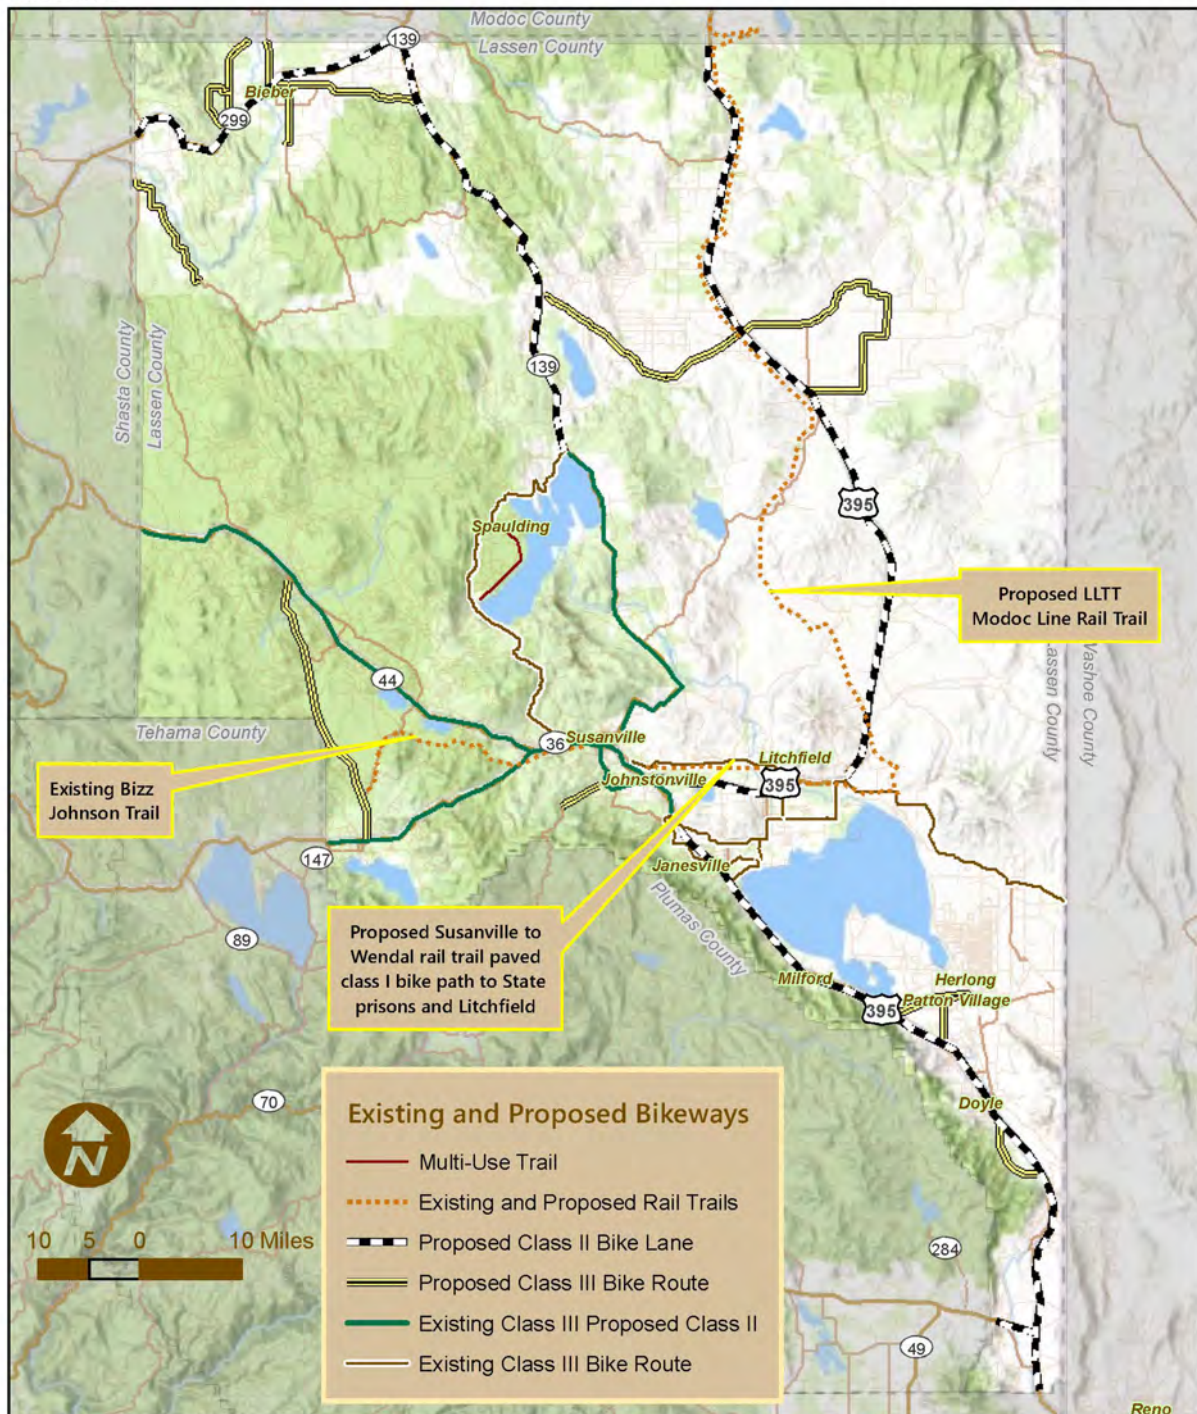 Modoc County
Lassen County
139
Bieber
299
Shasta County
Lassen County
139
395
Spaulding
Proposed LLTT
Modoc Line Rail Trail
Lassen County
Washoe County
44
Tehama County
36
Susanville
Litchfield
Johnstonville
395
Existing Bizz
Johnson Trail
147
Janesville
Plumas County
89
Proposed Susanville to
Wendal rail trail paved
class I bike path to State
prisons and Litchfield
Milford
Herlong
Patton Village
395
70
Doyle
Existing and Proposed Bikeways
Multi-Use Trail
Existing and Proposed Rail Trails
Proposed Class II Bike Lane
Proposed Class III Bike Route
Existing Class III Proposed Class II
Existing Class III Bike Route
N
10 5 0 10 Miles
284
49
Reno